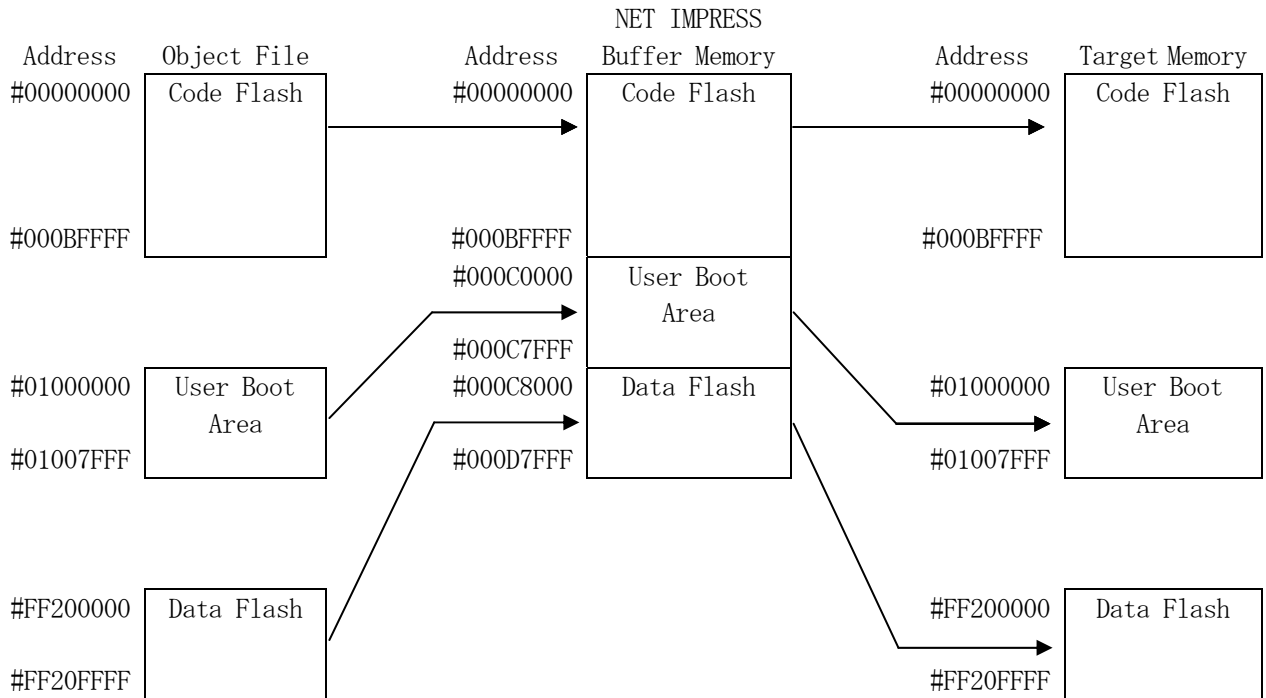 NET IMPRESS
Address Object File Address Buffer Memory Address Target Memory
#00000000 Code Flash #00000000 Code Flash #00000000 Code Flash
#000BFFFF #000BFFFF #000BFFFF
#000C0000 User Boot
Area
#000C7FFF
#01000000 User Boot #000C8000 Data Flash #01000000 User Boot
Area Area
#01007FFF #000D7FFF #01007FFF
#FF200000 Data Flash #FF200000 Data Flash
#FF20FFFF #FF20FFFF